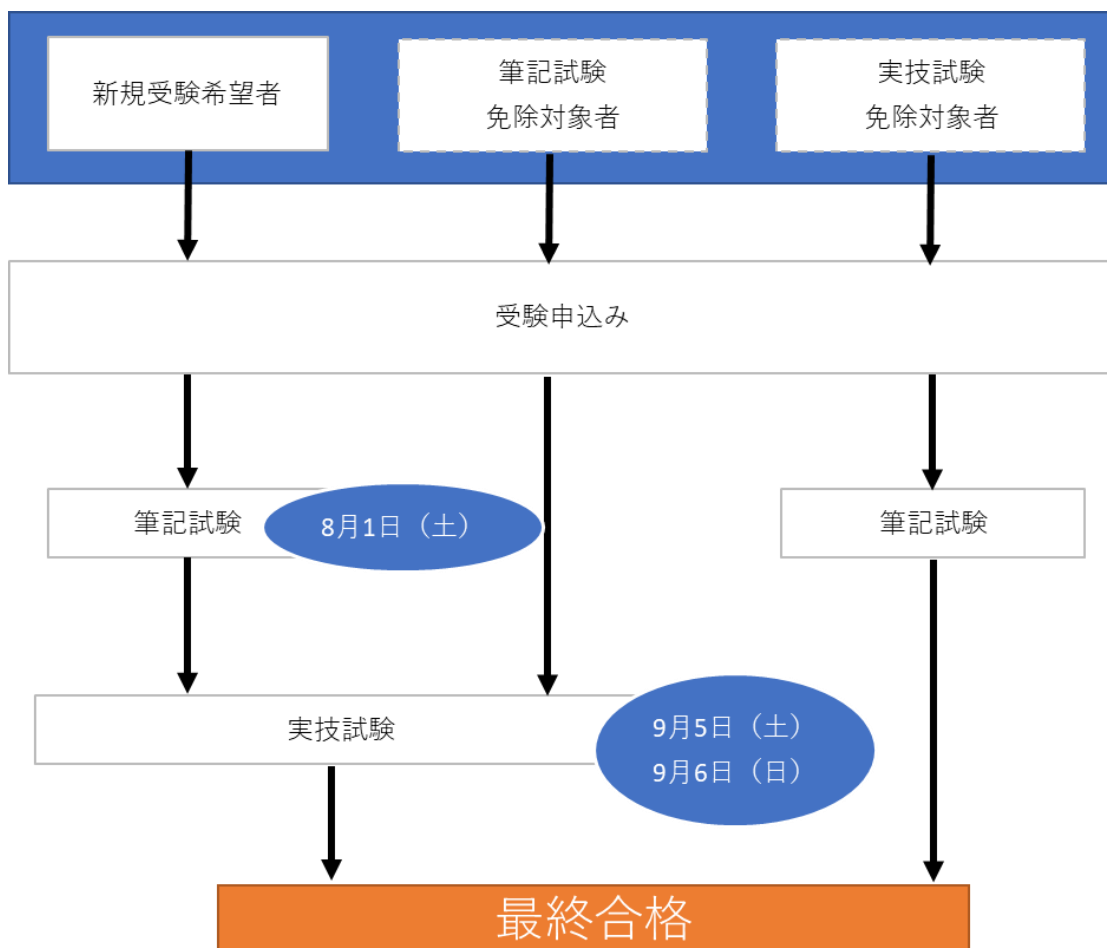 新規受験希望者
筆記試験
免除対象者
実技試験
免除対象者
受験申込み
筆記試験
8月1日（土）
筆記試験
実技試験
9月5日（土）
9月6日（日）
最終合格